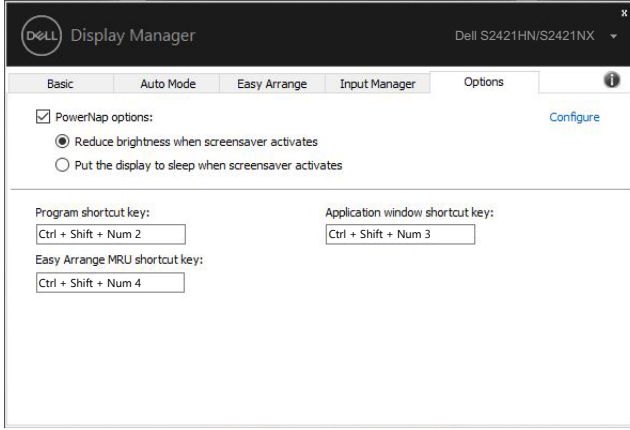 x
DELL Display Manager Dell S2421HN/S2421NX
Basic Auto Mode Easy Arrange Input Manager Options i
PowerNap options: Configure
Reduce brightness when screensaver activates
Put the display to sleep when screensaver activates
Program shortcut key: Application window shortcut key:
Ctrl + Shift + Num 2 Ctrl + Shift + Num 3
Easy Arrange MRU shortcut key:
Ctrl + Shift + Num 4